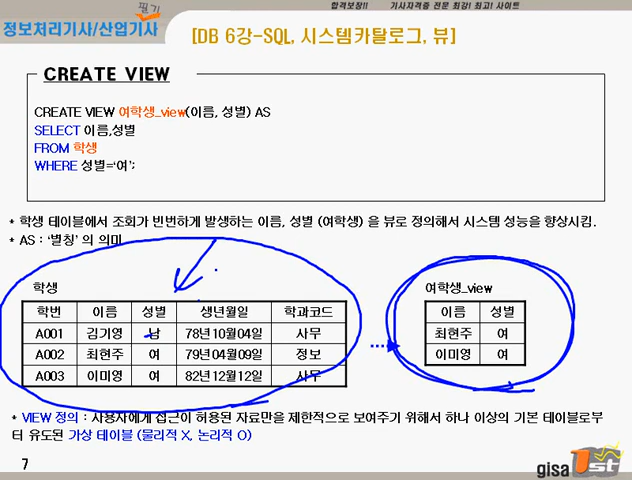 합격보장!! 기사자격증 전문 최강! 최고! 사이트
필기
정보처리기사/산업기사
[DB 6강-SQL, 시스템카탈로그, 뷰]
CREATE VIEW
CREATE VIEW 여학생_view(이름, 성별) AS
SELECT 이름,성별
FROM 학생
WHERE 성별='여';
* 학생 테이블에서 조회가 빈번하게 발생하는 이름, 성별 (여학생) 을 뷰로 정의해서 시스템 성능을 향상시킴.
* AS : '별칭' 의 의미
학생
학번 이름 성별 생년월일 학과코드
A001 김기영 남 78년10월04일 사무
A002 최현주 여 79년04월09일 정보
A003 이미영 여 82년12월12일 사무
여학생_view
이름 성별
최현주 여
이미영 여
* VIEW 정의 : 사용자에게 접근이 허용된 자료만을 제한적으로 보여주기 위해서 하나 이상의 기본 테이블로부
터 유도된 가상 테이블 (물리적 X, 논리적 O)
7
gisa 1st